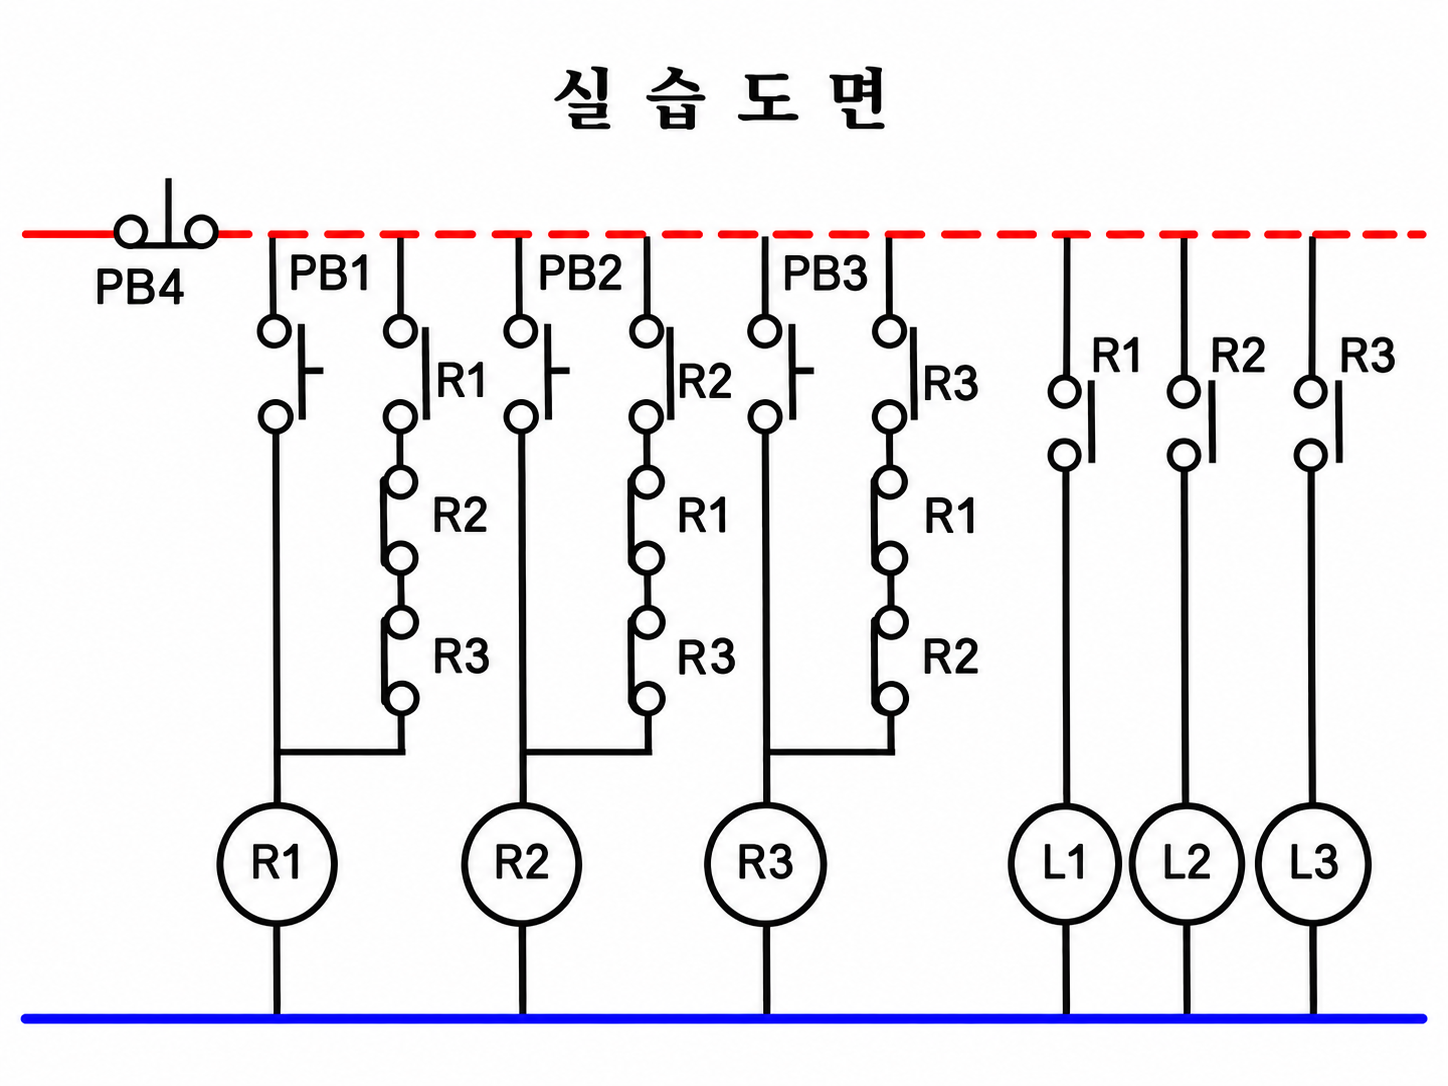 실습도면
PB4
PB1 PB2 PB3
R1 R2 R3
R1 R2 R3
R2 R1 R1
R3 R3 R2
R1 R2 R3 L1 L2 L3